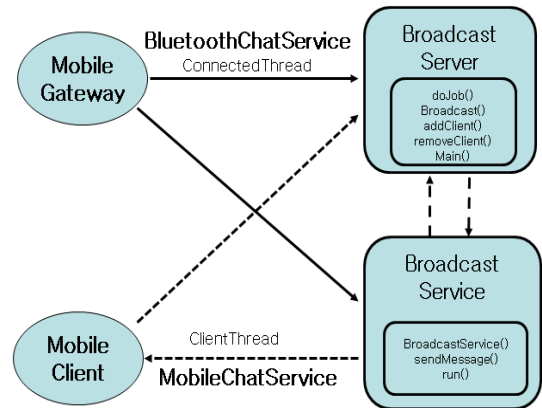 Mobile
Gateway
BluetoothChatService
ConnectedThread
Broadcast
Server
doJob()
Broadcast()
addClient()
removeClient()
Main()
Broadcast
Service
BroadcastService()
sendMessage()
run()
Mobile
Client
ClientThread
MobileChatService